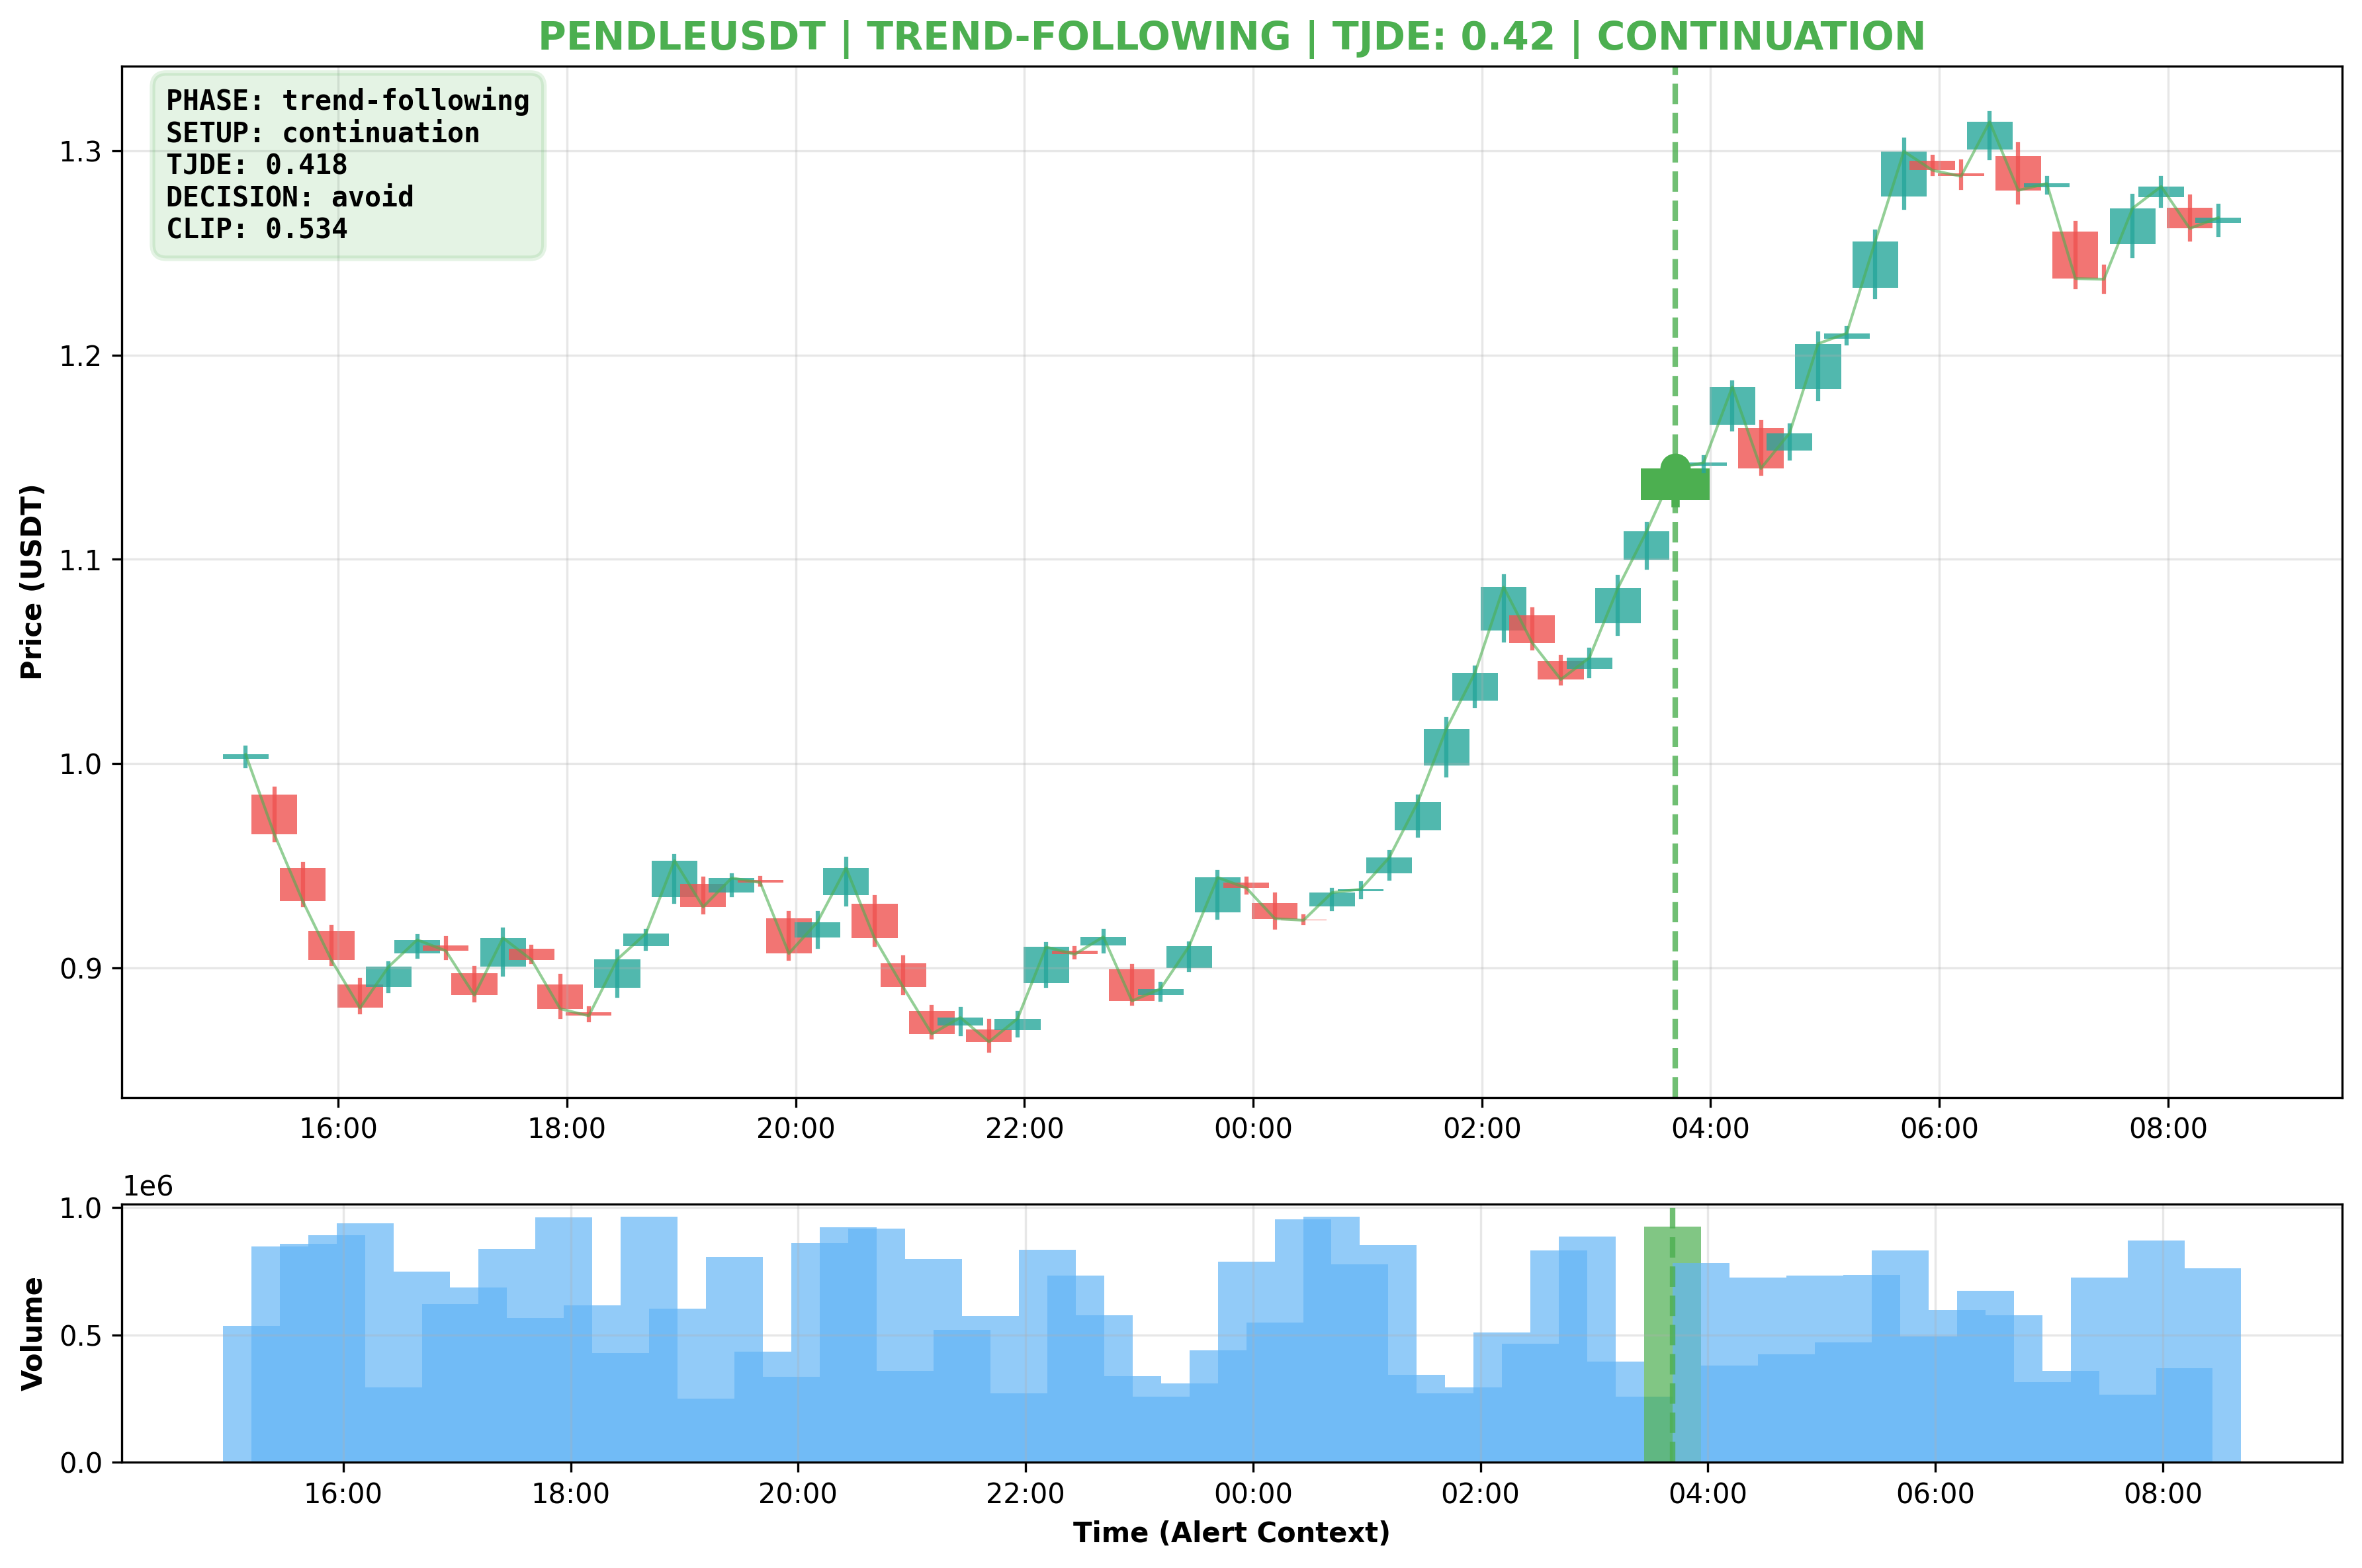 PENDLEUSDT | TREND-FOLLOWING | TJDE: 0.42 | CONTINUATION
PHASE: trend-following
SETUP: continuation
TJDE: 0.418
DECISION: avoid
CLIP: 0.534
Price (USDT)
1.3
1.2
1.1
1.0
0.9
16:00 18:00 20:00 22:00 00:00 02:00 04:00 06:00 08:00
1e6
Volume
1.0
0.5
0.0
16:00 18:00 20:00 22:00 00:00 02:00 04:00 06:00 08:00
Time (Alert Context)